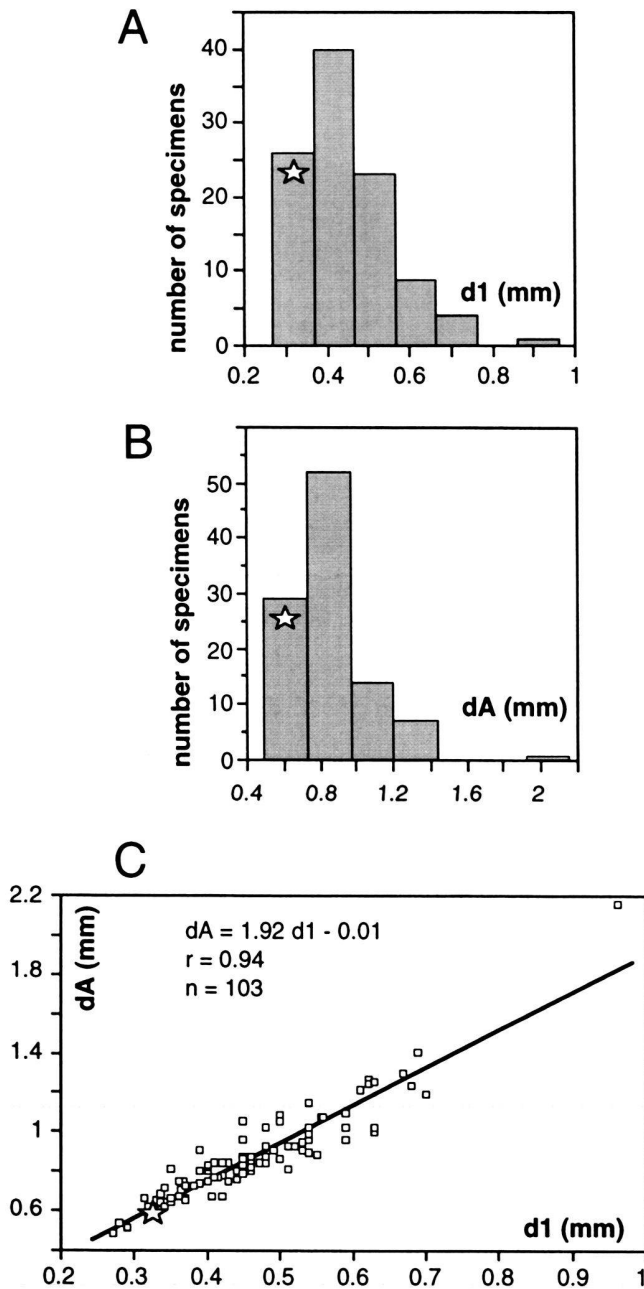 A
number of specimens
40
30
20
10
0
d1 (mm)
0.2 0.4 0.6 0.8 1
B
number of specimens
50
40
30
20
10
0
dA (mm)
0.4 0.8 1.2 1.6 2
C
dA (mm)
2.2
1.8
1.4
1
0.6
dA = 1.92 d1 - 0.01
r = 0.94
n = 103
d1 (mm)
0.2 0.3 0.4 0.5 0.6 0.7 0.8 0.9 1